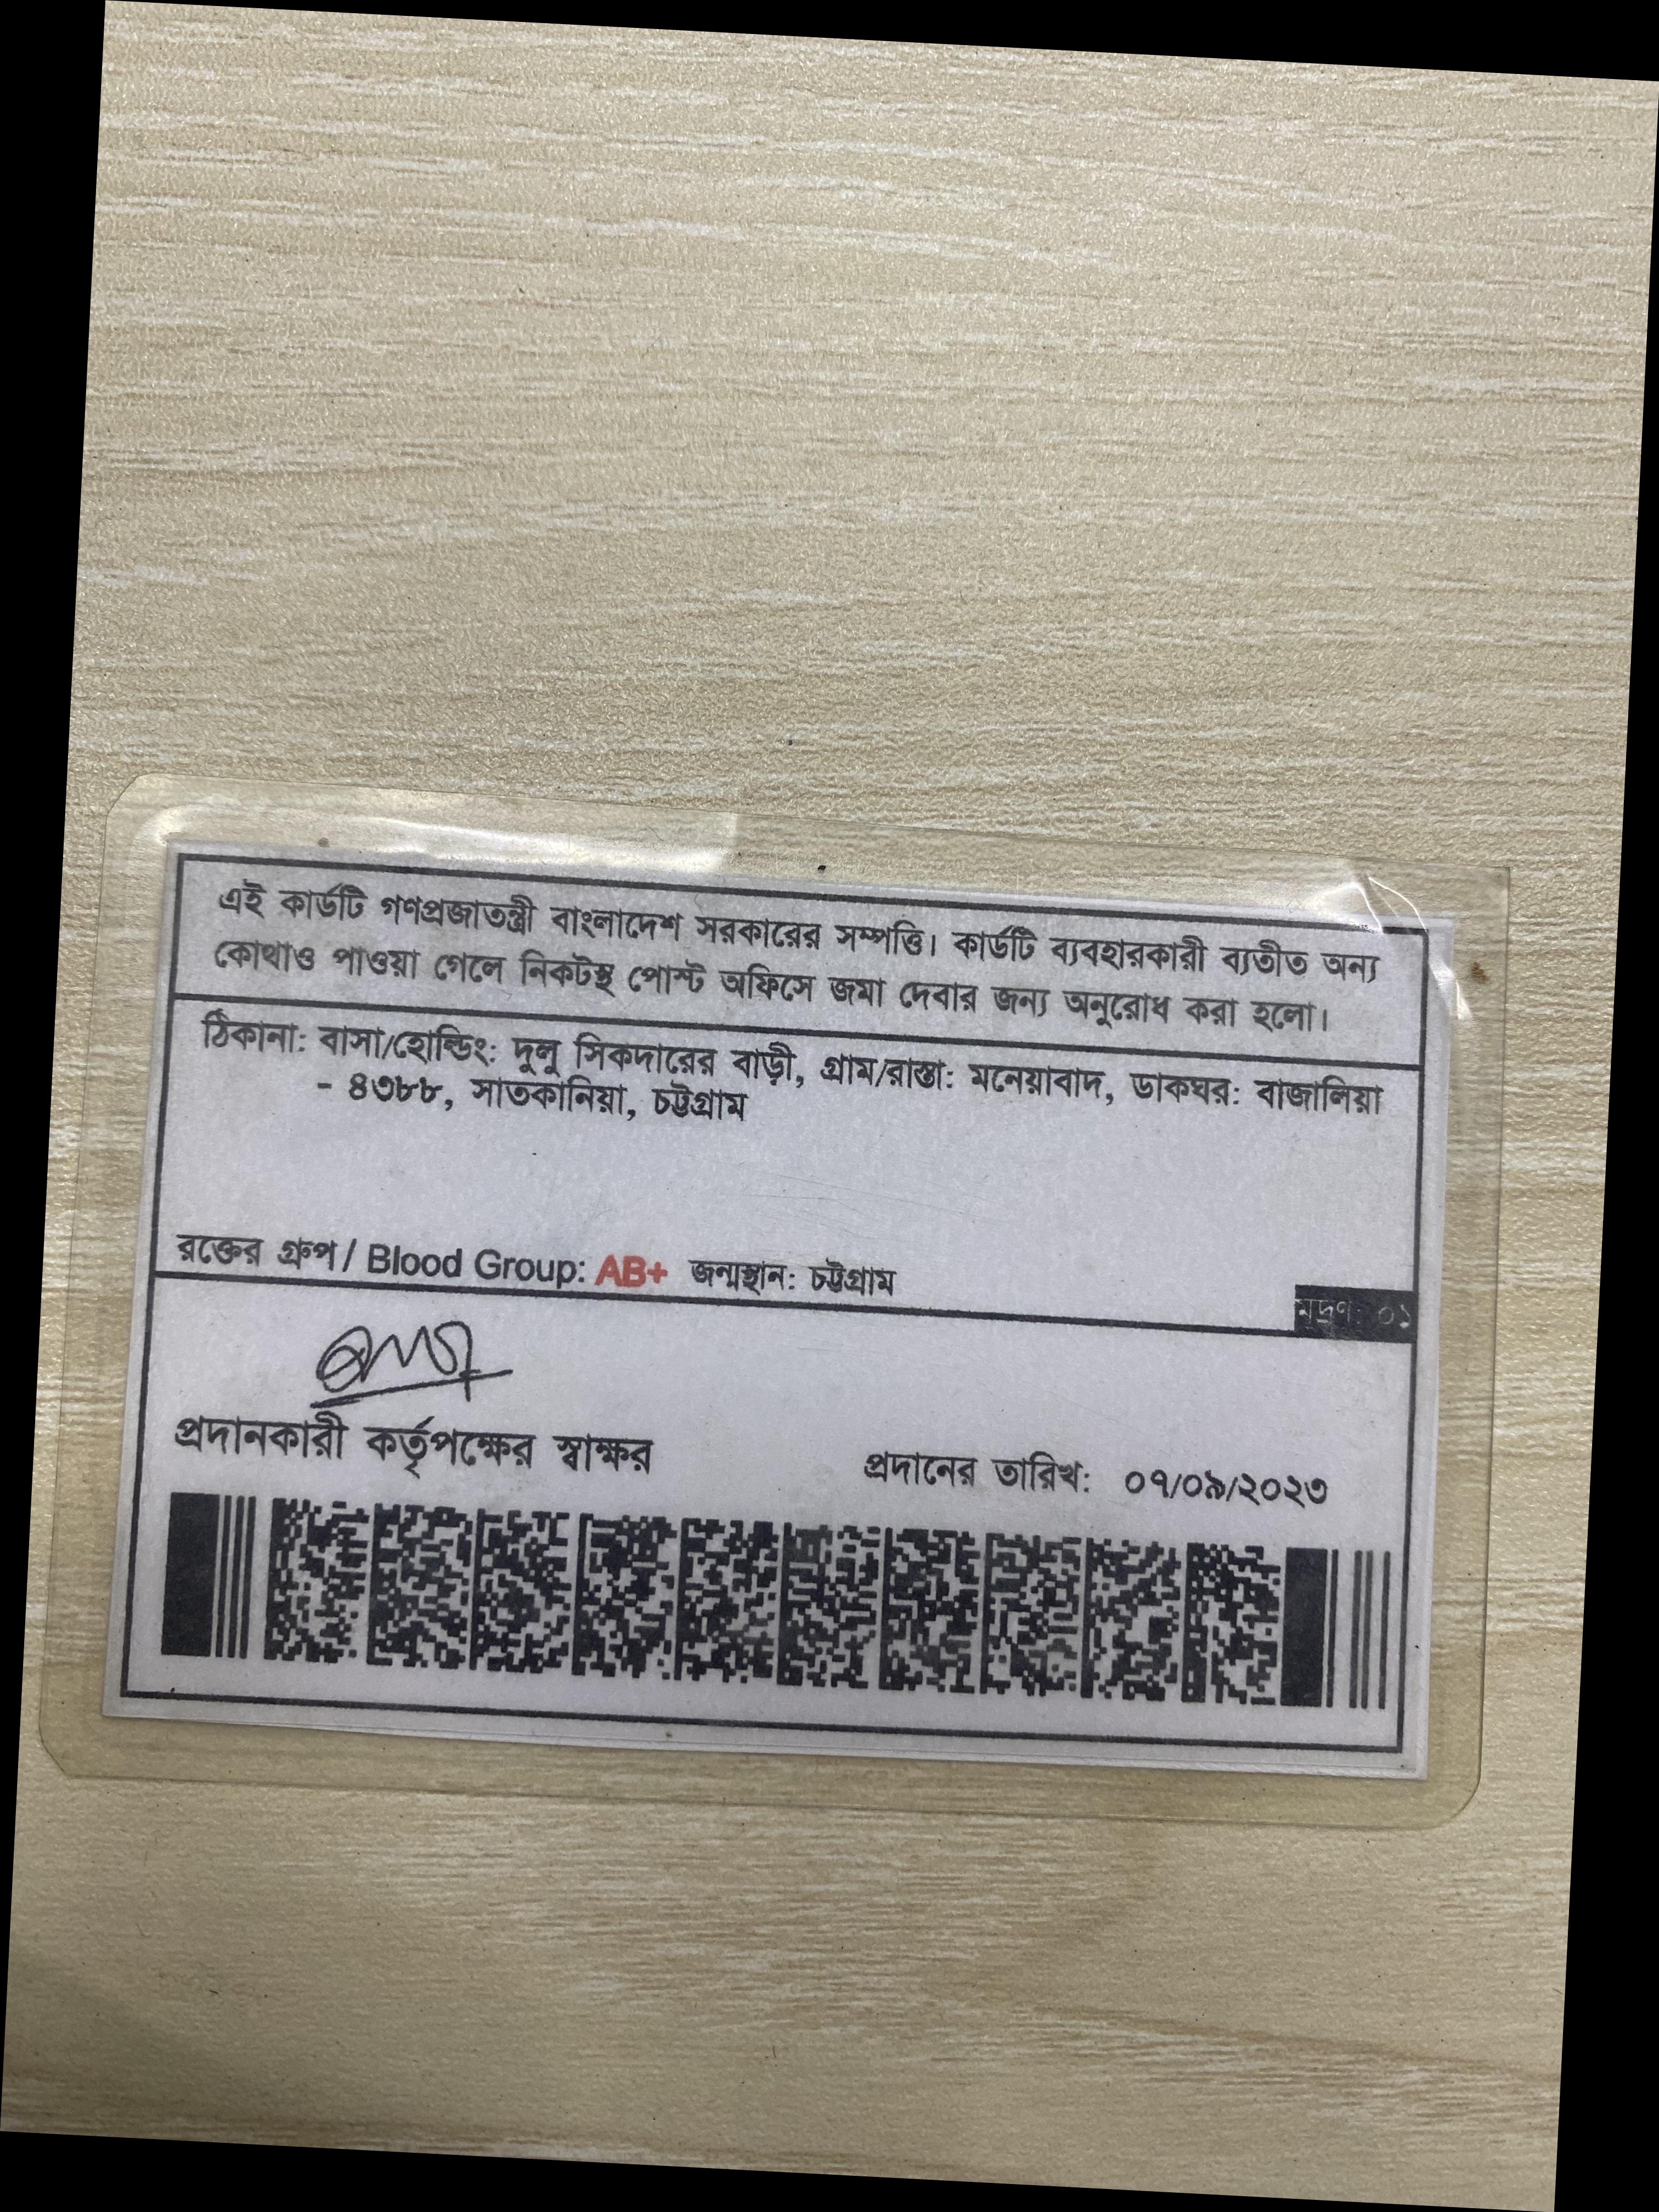 এই কার্ডটি গণপ্রজাতন্ত্রী বাংলাদেশ সরকারের সম্পত্তি। কার্ডটি ব্যবহারকারী ব্যতীত অন্য
কোথাও পাওয়া গেলে নিকটস্থ পোস্ট অফিসে জমা দেবার জন্য অনুরোধ করা হলো।
ঠিকানা: বাসা/হোল্ডিং: দুলু সিকদারের বাড়ী, গ্রাম/রাস্তা: মনেয়াবাদ, ডাকঘর: বাজালিয়া
- ৪৩৮৮, সাতকানিয়া, চট্টগ্রাম
রক্তের গ্রুপ / Blood Group: AB+ জন্মস্থান: চট্টগ্রাম
মুদ্রণ: ০১
প্রদানকারী কর্তৃপক্ষের স্বাক্ষর
প্রদানের তারিখ: ০৭/০৯/২০২৩